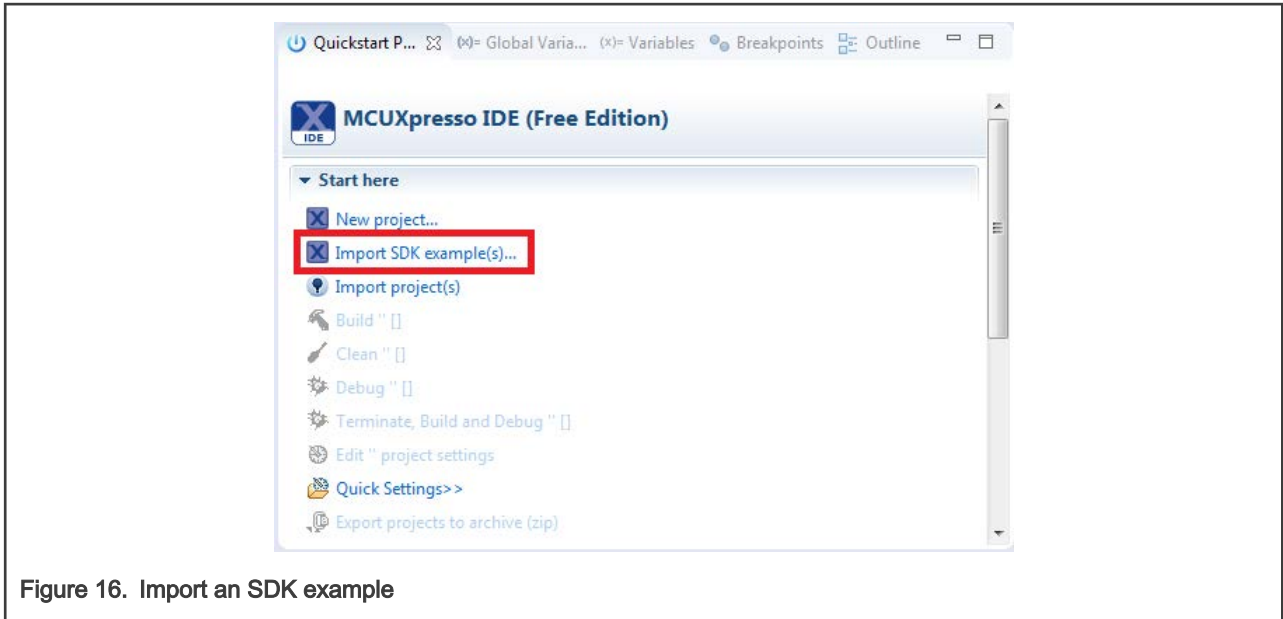 Quickstart P... (x)= Global Varia... (x)= Variables Breakpoints Outline
IDE
MCUXpresso IDE (Free Edition)
Start here
New project...
Import SDK example(s)...
Import project(s)
Build '' []
Clean '' []
Debug '' []
Terminate, Build and Debug '' []
Edit '' project settings
Quick Settings>>
Export projects to archive (zip)
Figure 16. Import an SDK example